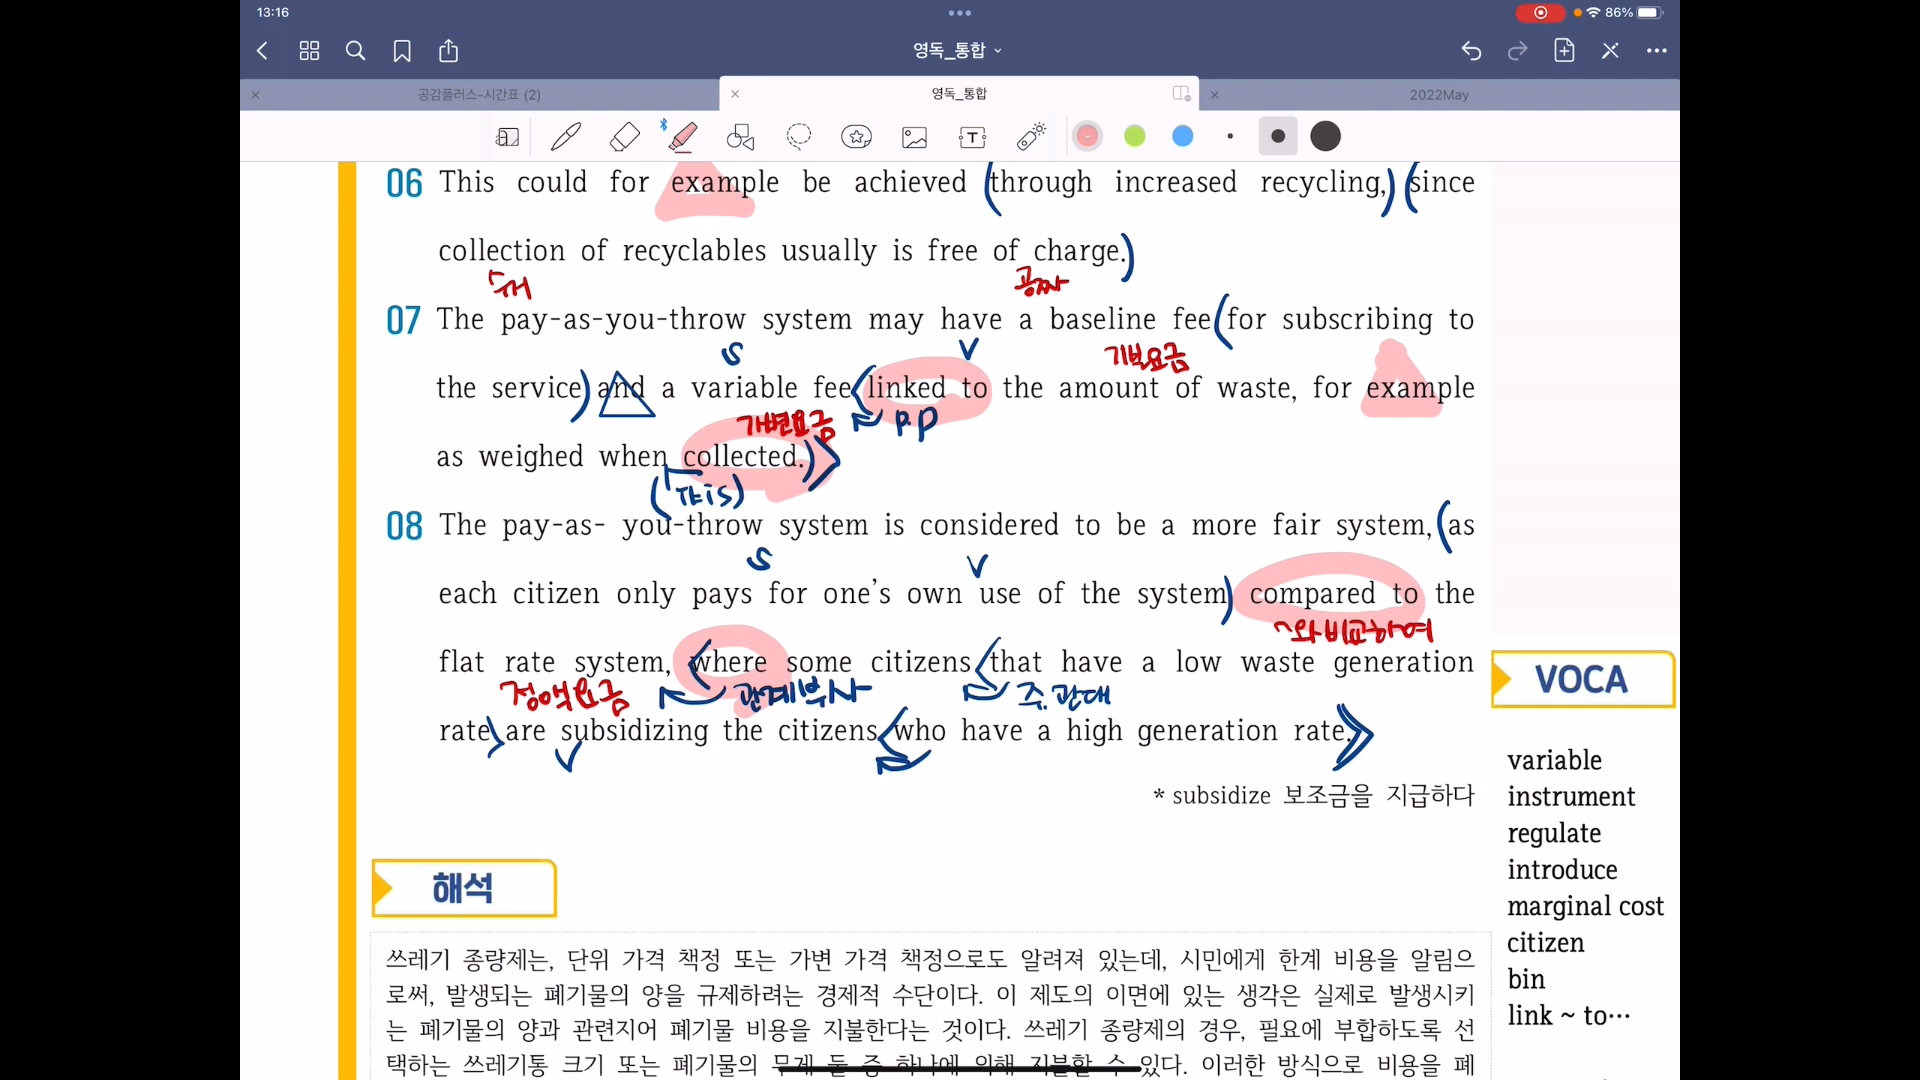 13:16
86%
영독_통합
공감플러스-시간표 (2)
영독_통합
2022May
06 This could for example be achieved (through increased recycling,) (since
collection of recyclables usually is free of charge.)
수거
공짜
07 The pay-as-you-throw system may have a baseline fee (for subscribing to
S
V
기본요금
the service) and a variable fee <linked to the amount of waste, for example
가변요금
P.P
as weighed when collected.)>
08 The pay-as- you-throw system is considered to be a more fair system, (as
S
V
each citizen only pays for one's own use of the system) compared to the
~와 비교하여
flat rate system, <where some citizens <that have a low waste generation
정액요금
관계부사
주.관대
rate> are subsidizing the citizens <who have a high generation rate.>>
V
* subsidize 보조금을 지급하다
VOCA
variable
instrument
regulate
introduce
marginal cost
citizen
bin
link ~ to…
해석
쓰레기 종량제는, 단위 가격 책정 또는 가변 가격 책정으로도 알려져 있는데, 시민에게 한계 비용을 알림으
로써, 발생되는 폐기물의 양을 규제하려는 경제적 수단이다. 이 제도의 이면에 있는 생각은 실제로 발생시키
는 폐기물의 양과 관련지어 폐기물 비용을 지불한다는 것이다. 쓰레기 종량제의 경우, 필요에 부합하도록 선
택하는 쓰레기통 크기 또는 폐기물의 무게 둘 중 하나에 의해 지불할 수 있다. 이러한 방식으로 비용을 폐